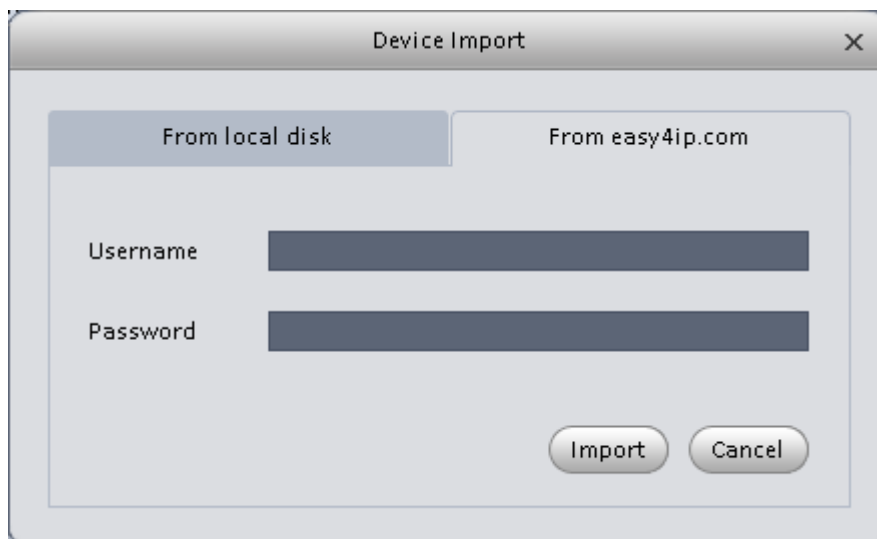 Device Import
From local disk
From easy4ip.com
Username
Password
Import
Cancel